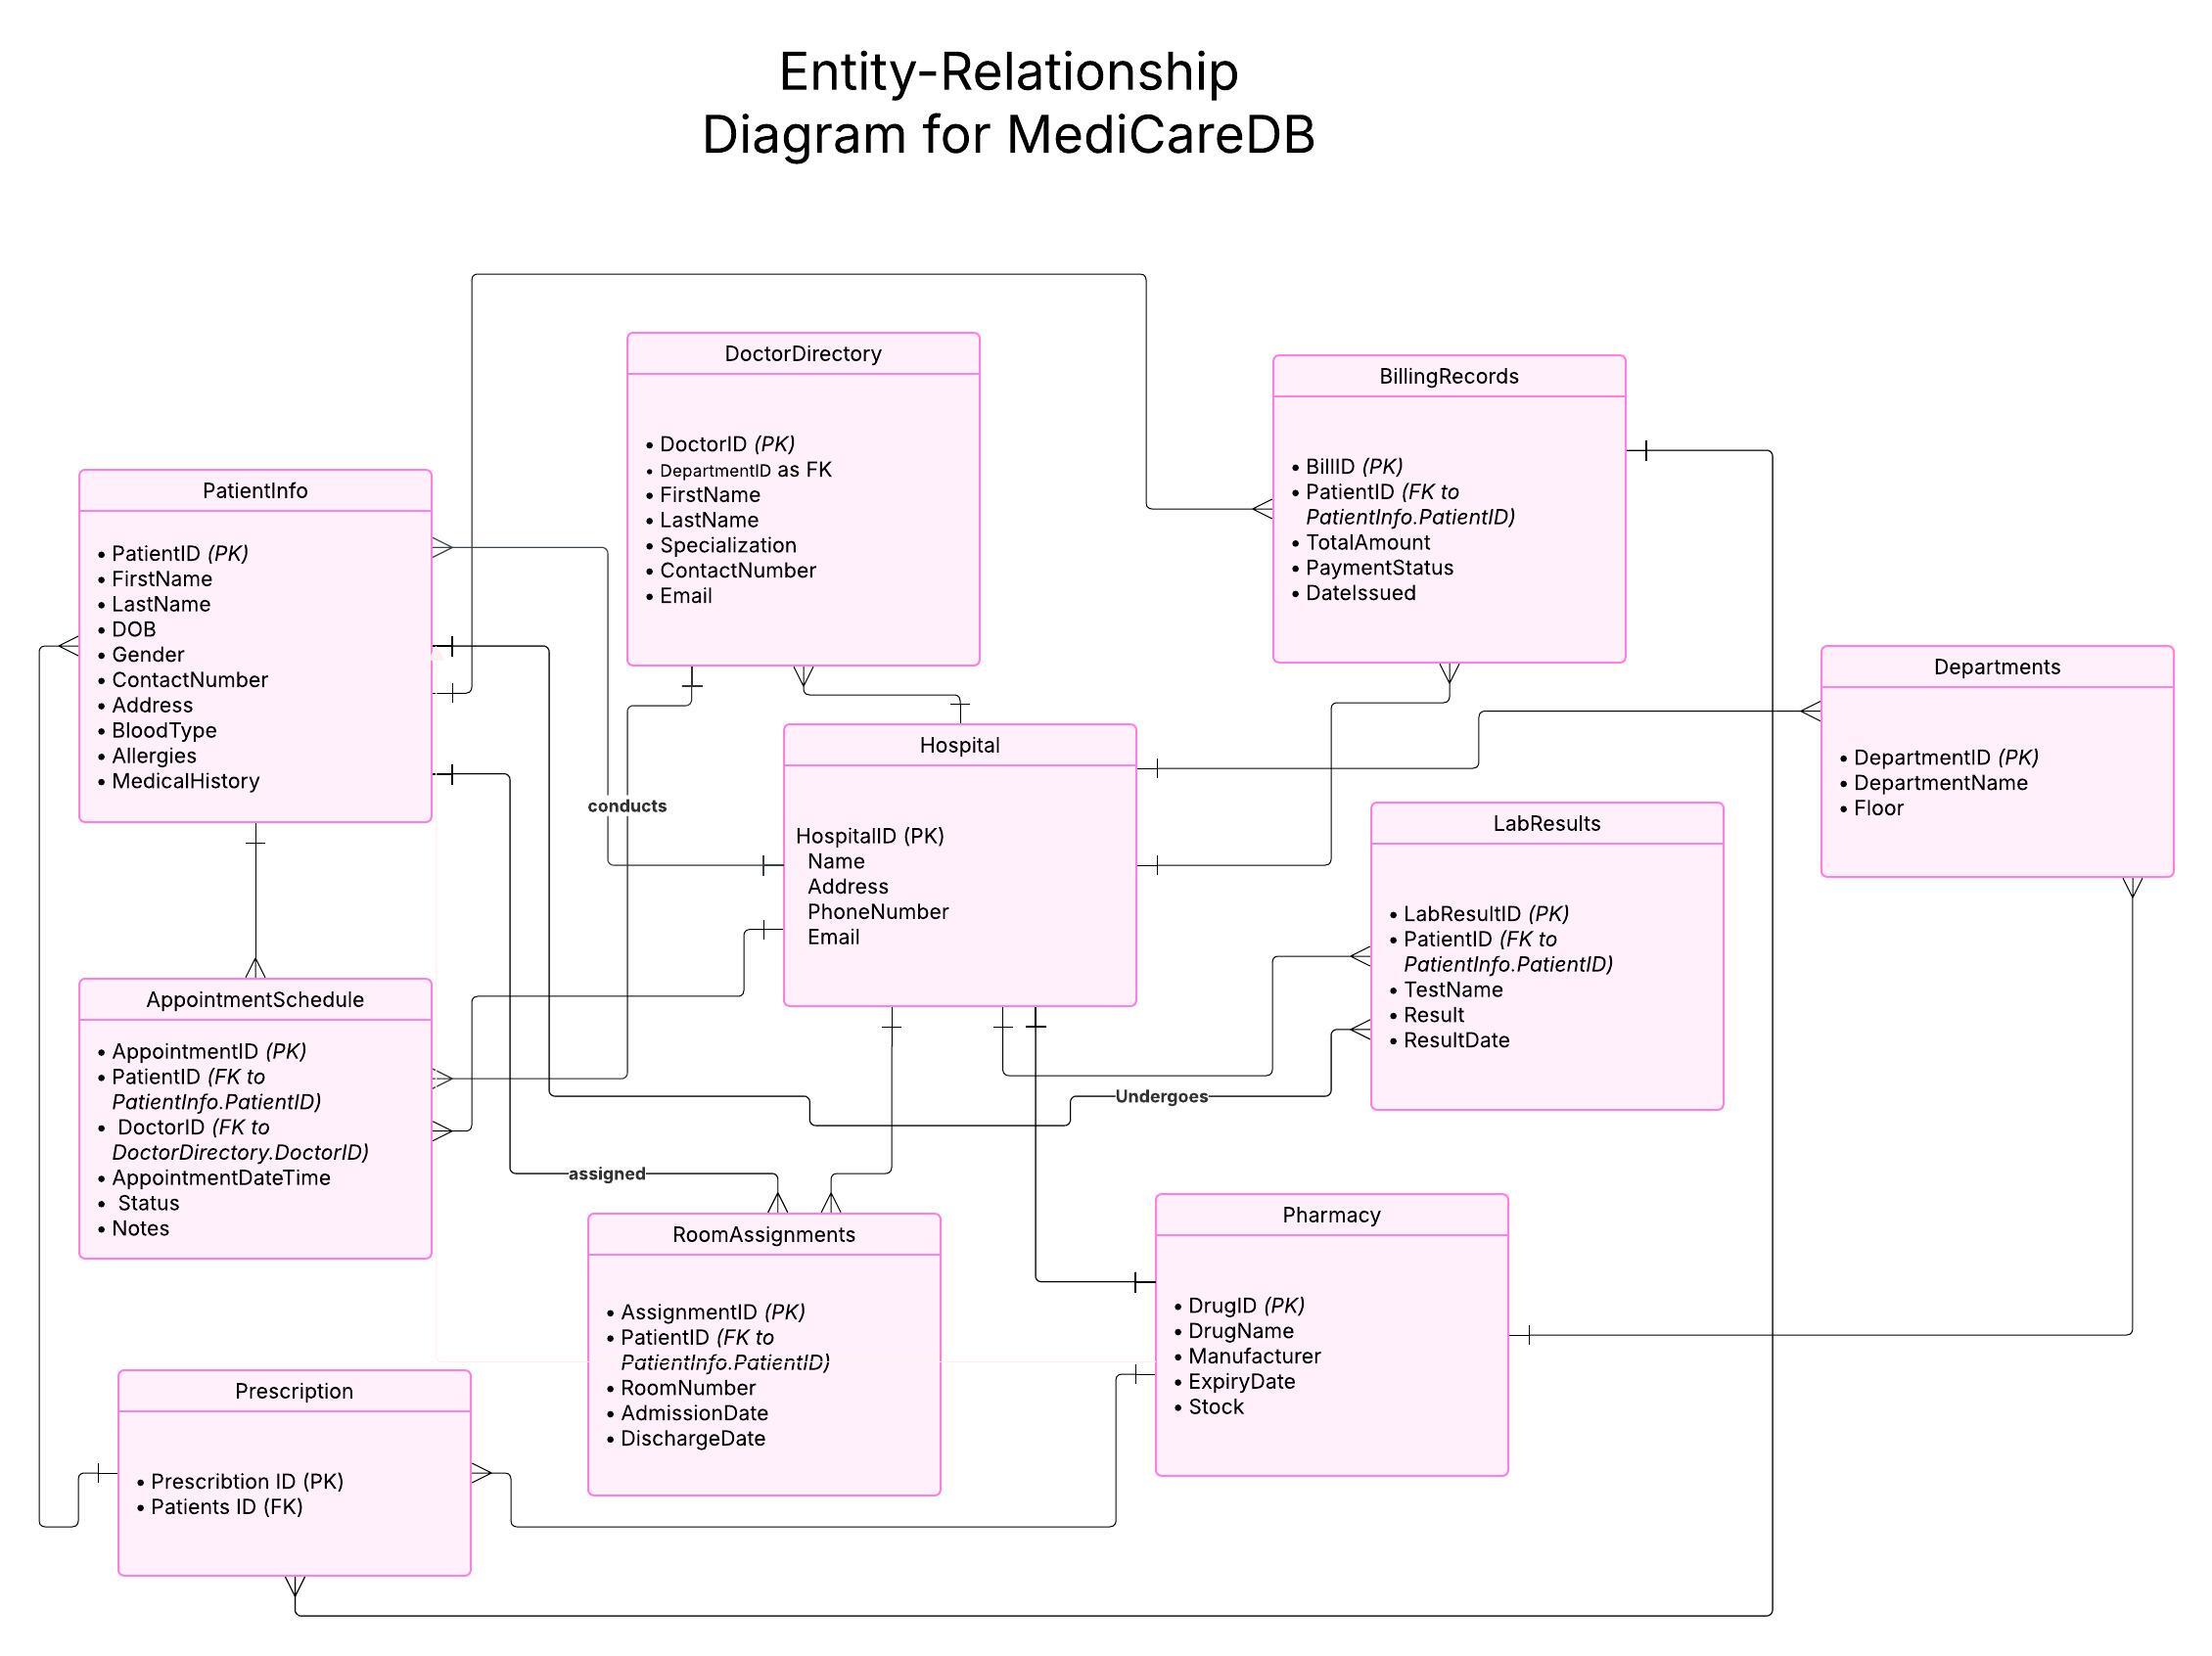 Entity-Relationship
Diagram for MediCareDB
DoctorDirectory
• DoctorID (PK)
• DepartmentID as FK
• FirstName
• LastName
• Specialization
• ContactNumber
• Email
BillingRecords
• BillID (PK)
• PatientID (FK to
PatientInfo.PatientID)
• TotalAmount
• PaymentStatus
• DateIssued
PatientInfo
• PatientID (PK)
• FirstName
• LastName
• DOB
• Gender
• ContactNumber
• Address
• BloodType
• Allergies
• MedicalHistory
Departments
• DepartmentID (PK)
• DepartmentName
• Floor
Hospital
HospitalID (PK)
Name
Address
PhoneNumber
Email
conducts
LabResults
• LabResultID (PK)
• PatientID (FK to
PatientInfo.PatientID)
• TestName
• Result
• ResultDate
AppointmentSchedule
• AppointmentID (PK)
• PatientID (FK to
PatientInfo.PatientID)
• DoctorID (FK to
DoctorDirectory.DoctorID)
• AppointmentDateTime
• Status
• Notes
Undergoes
assigned
RoomAssignments
• AssignmentID (PK)
• PatientID (FK to
PatientInfo.PatientID)
• RoomNumber
• AdmissionDate
• DischargeDate
Pharmacy
• DrugID (PK)
• DrugName
• Manufacturer
• ExpiryDate
• Stock
Prescription
• Prescribtion ID (PK)
• Patients ID (FK)